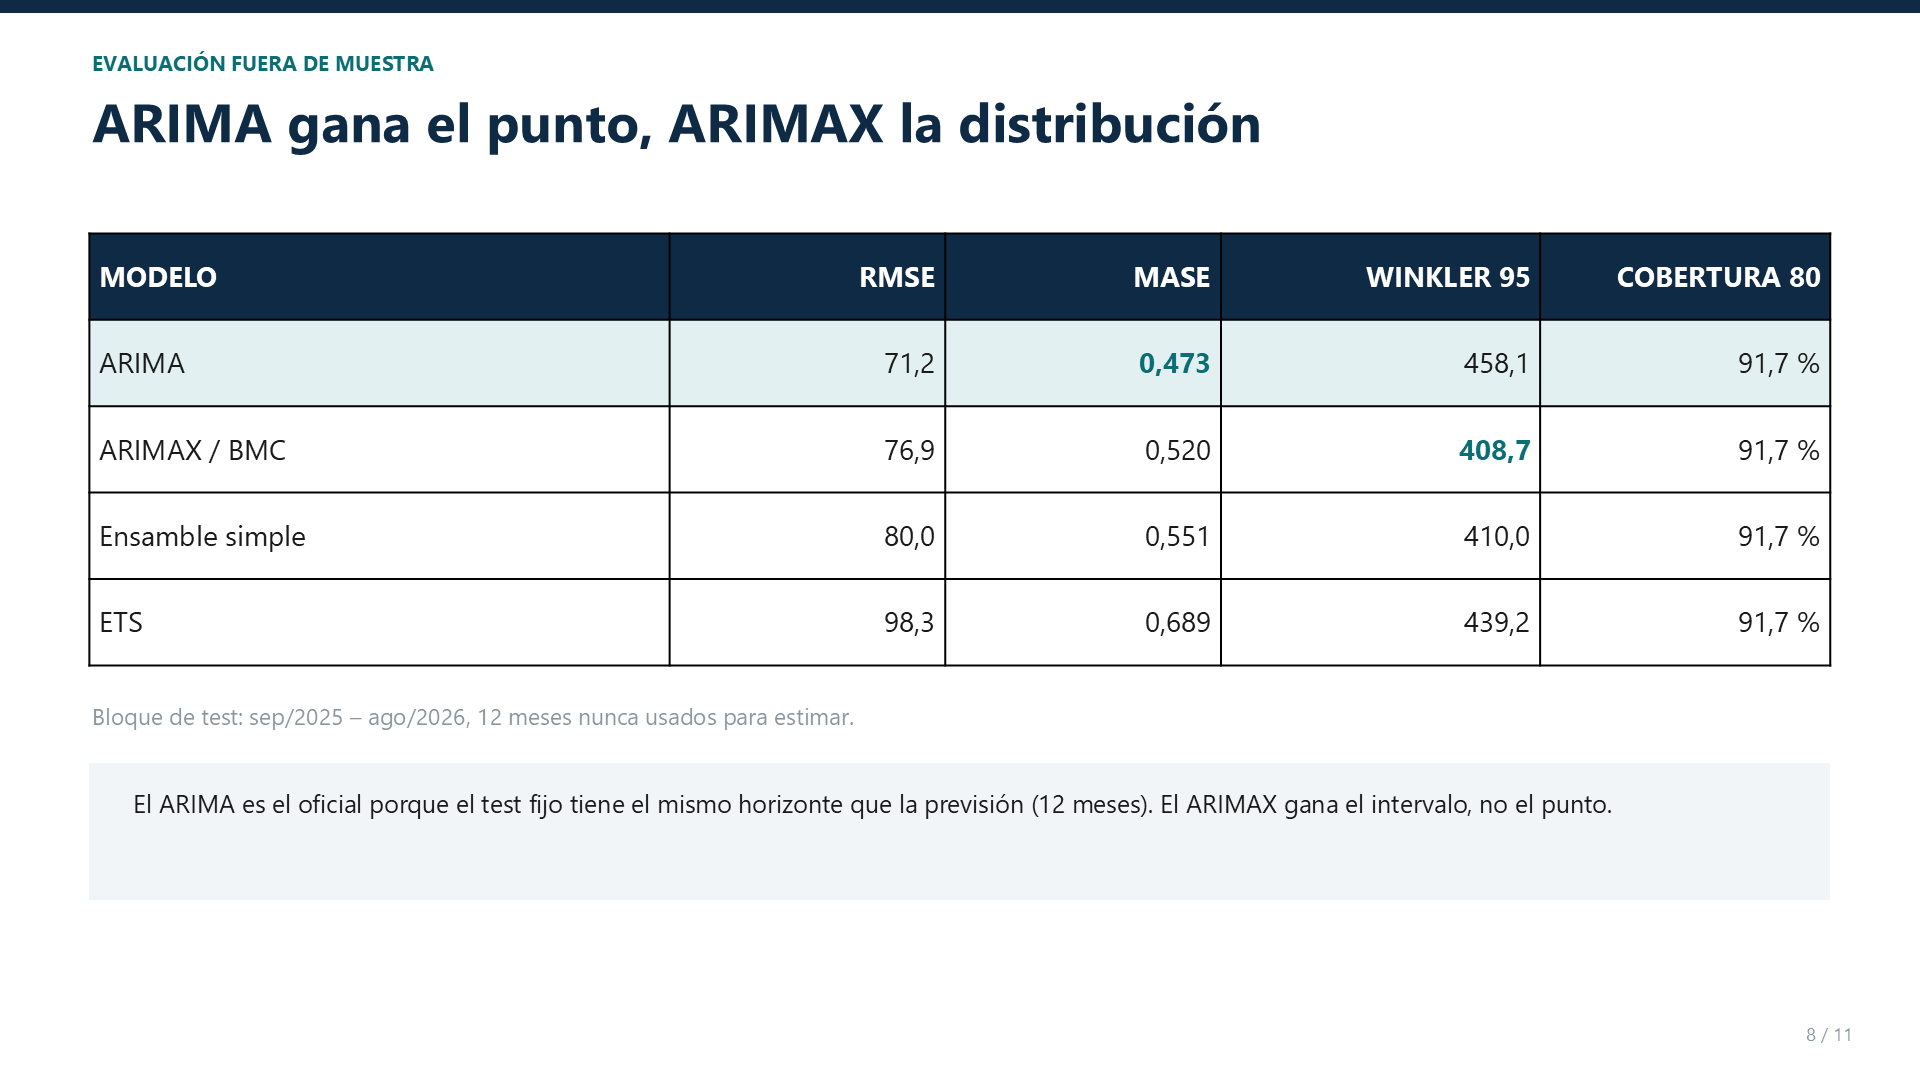 EVALUACIÓN FUERA DE MUESTRA
ARIMA gana el punto, ARIMAX la distribución
MODELO RMSE MASE WINKLER 95 COBERTURA 80
ARIMA 71,2 0,473 458,1 91,7 %
ARIMAX / BMC 76,9 0,520 408,7 91,7 %
Ensamble simple 80,0 0,551 410,0 91,7 %
ETS 98,3 0,689 439,2 91,7 %
Bloque de test: sep/2025 – ago/2026, 12 meses nunca usados para estimar.
El ARIMA es el oficial porque el test fijo tiene el mismo horizonte que la previsión (12 meses). El ARIMAX gana el intervalo, no el punto.
8 / 11